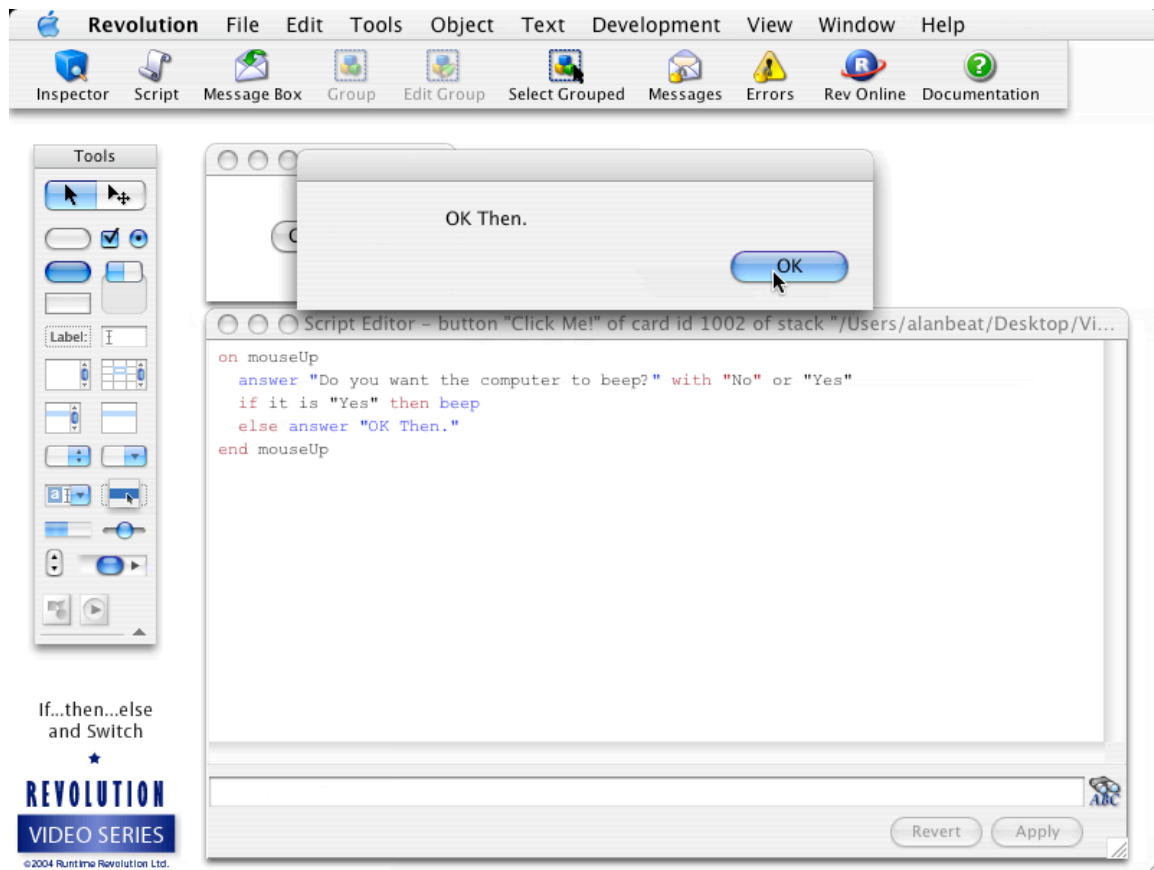 Revolution File Edit Tools Object Text Development View Window Help
Inspector Script Message Box Group Edit Group Select Grouped Messages Errors Rev Online Documentation
Tools
OK Then.
OK
Label:
Script Editor – button "Click Me!" of card id 1002 of stack "/Users/alanbeat/Desktop/Vi...
on mouseUp
answer "Do you want the computer to beep?" with "No" or "Yes"
if it is "Yes" then beep
else answer "OK Then."
end mouseUp
If...then...else
and Switch
REVOLUTION
VIDEO SERIES
©2004 Runtime Revolution Ltd.
ABC
Revert Apply